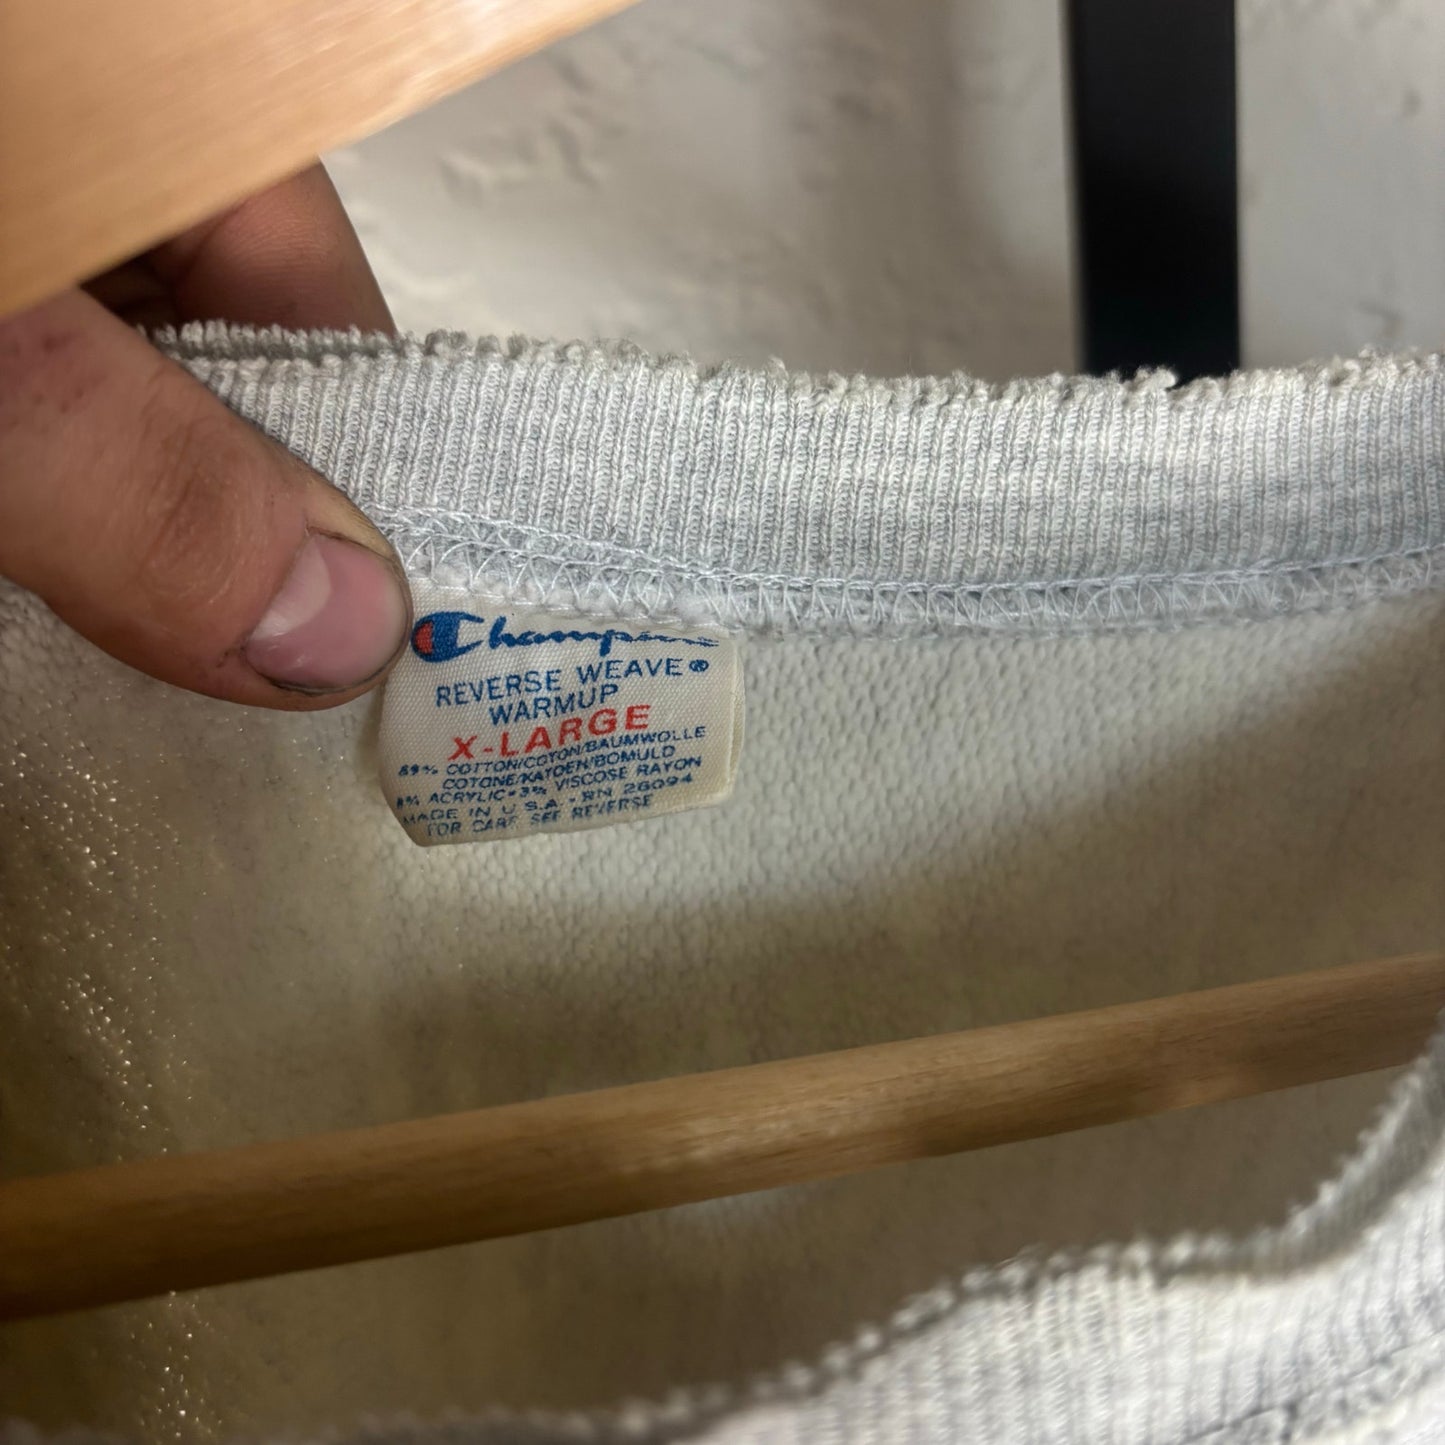 Champion
REVERSE WEAVE®
WARMUP
X-LARGE
89% COTTON/COTON/BAUMWOLLE
COTONE/KATOEN/BOMULD
8% ACRYLIC•3% VISCOSE RAYON
MADE IN U.S.A.•RN 26094
FOR CARE SEE REVERSE